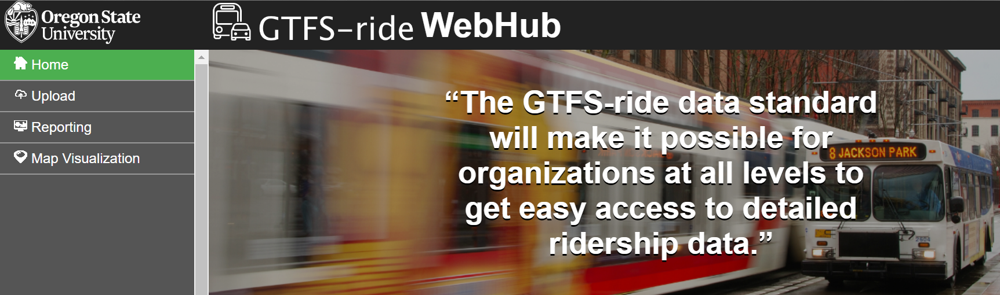 Oregon State
University
GTFS-ride WebHub
Home
Upload
Reporting
Map Visualization
“The GTFS-ride data standard
will make it possible for
organizations at all levels to
get easy access to detailed
ridership data.”
8 JACKSON PARK
2604